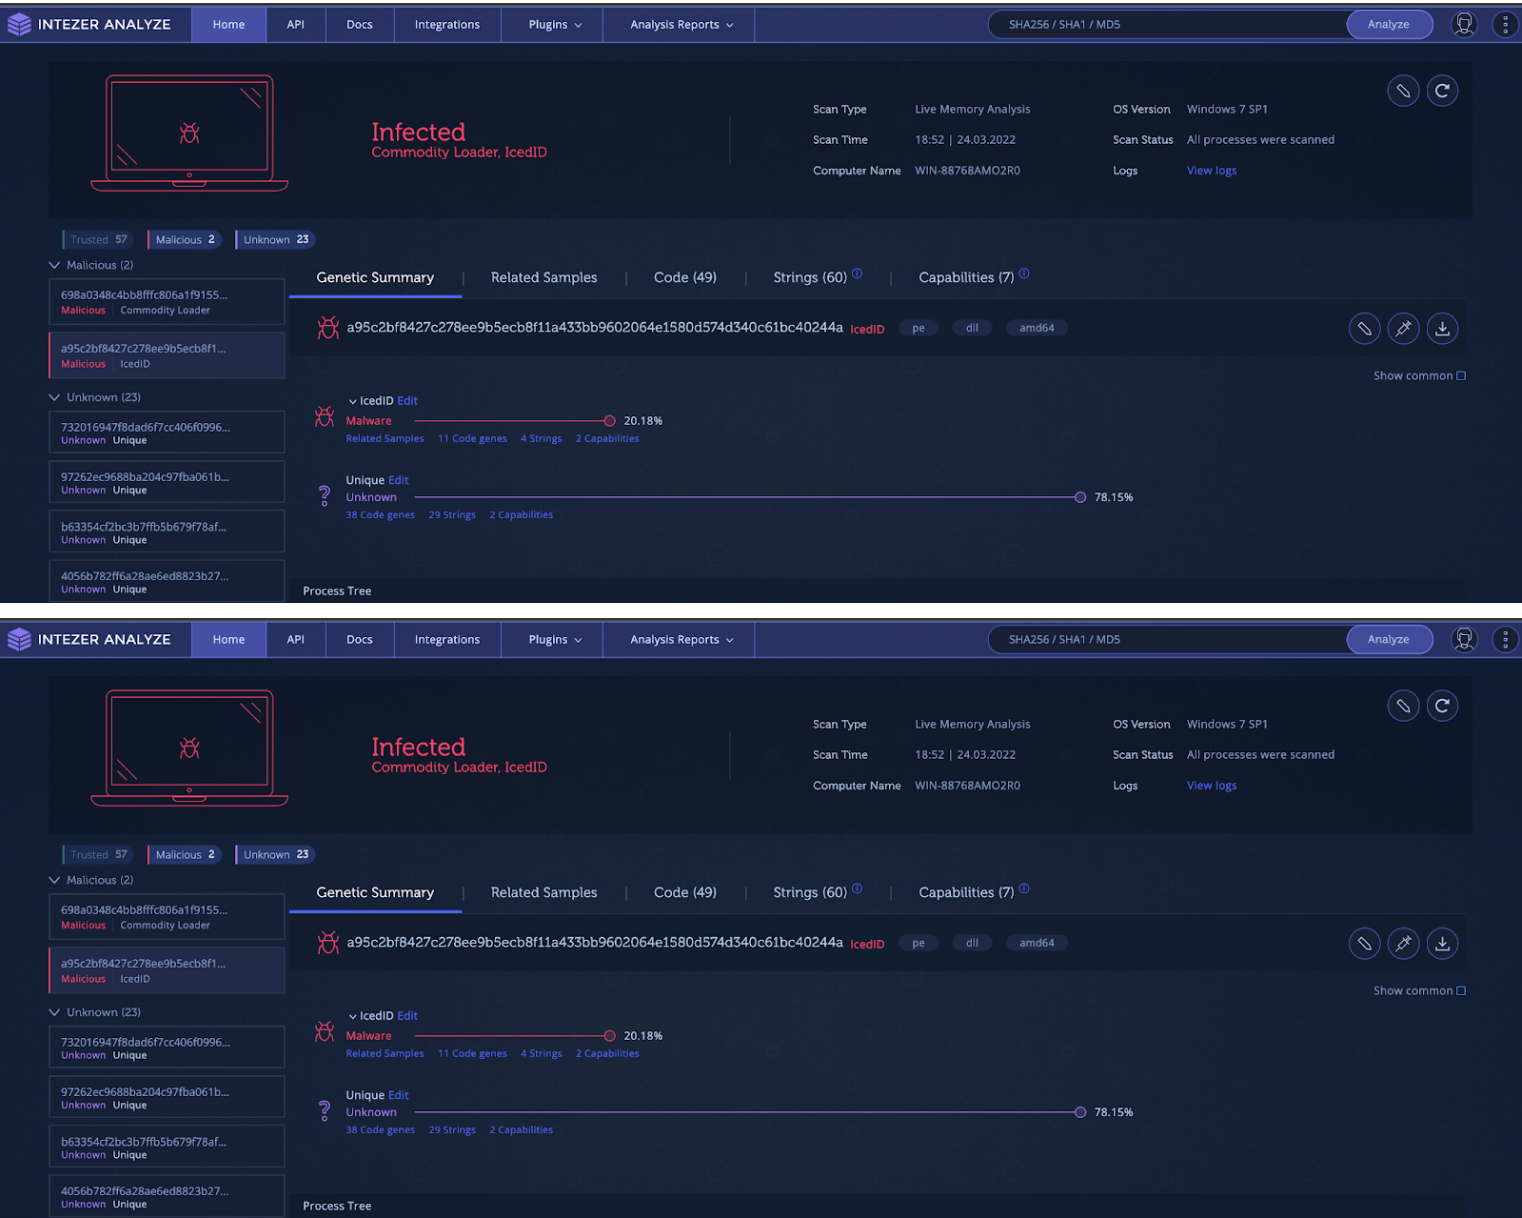 INTEZER ANALYZE Home API Docs Integrations Plugins Analysis Reports SHA256 / SHA1 / MD5 Analyze
Infected
Commodity Loader, IcedID
Scan Type Live Memory Analysis OS Version Windows 7 SP1
Scan Time 18:52 | 24.03.2022 Scan Status All processes were scanned
Computer Name WIN-88768AMO2R0 Logs View logs
Trusted 57 Malicious 2 Unknown 23
Malicious (2)
698a0348c4bb8fffc806a1f9155...
Malicious Commodity Loader
a95c2bf8427c278ee9b5ecb8f1...
Malicious IcedID
Unknown (23)
732016947f8dad6f7cc406f0996...
Unknown Unique
97262ec9688ba204c97fba061b...
Unknown Unique
b63354cf2bc3b7ffb5b679f78af...
Unknown Unique
4056b782ff6a28ae6ed8823b27...
Unknown Unique
Genetic Summary | Related Samples | Code (49) | Strings (60) | Capabilities (7)
a95c2bf8427c278ee9b5ecb8f11a433bb9602064e1580d574d340c61bc40244a IcedID pe dll amd64
Show common
IcedID Edit
Malware 20.18%
Related Samples 11 Code genes 4 Strings 2 Capabilities
Unique Edit
Unknown 78.15%
38 Code genes 29 Strings 2 Capabilities
Process Tree
INTEZER ANALYZE Home API Docs Integrations Plugins Analysis Reports SHA256 / SHA1 / MD5 Analyze
Infected
Commodity Loader, IcedID
Scan Type Live Memory Analysis OS Version Windows 7 SP1
Scan Time 18:52 | 24.03.2022 Scan Status All processes were scanned
Computer Name WIN-88768AMO2R0 Logs View logs
Trusted 57 Malicious 2 Unknown 23
Malicious (2)
698a0348c4bb8fffc806a1f9155...
Malicious Commodity Loader
a95c2bf8427c278ee9b5ecb8f1...
Malicious IcedID
Unknown (23)
732016947f8dad6f7cc406f0996...
Unknown Unique
97262ec9688ba204c97fba061b...
Unknown Unique
b63354cf2bc3b7ffb5b679f78af...
Unknown Unique
4056b782ff6a28ae6ed8823b27...
Unknown Unique
Genetic Summary | Related Samples | Code (49) | Strings (60) | Capabilities (7)
a95c2bf8427c278ee9b5ecb8f11a433bb9602064e1580d574d340c61bc40244a IcedID pe dll amd64
Show common
IcedID Edit
Malware 20.18%
Related Samples 11 Code genes 4 Strings 2 Capabilities
Unique Edit
Unknown 78.15%
38 Code genes 29 Strings 2 Capabilities
Process Tree